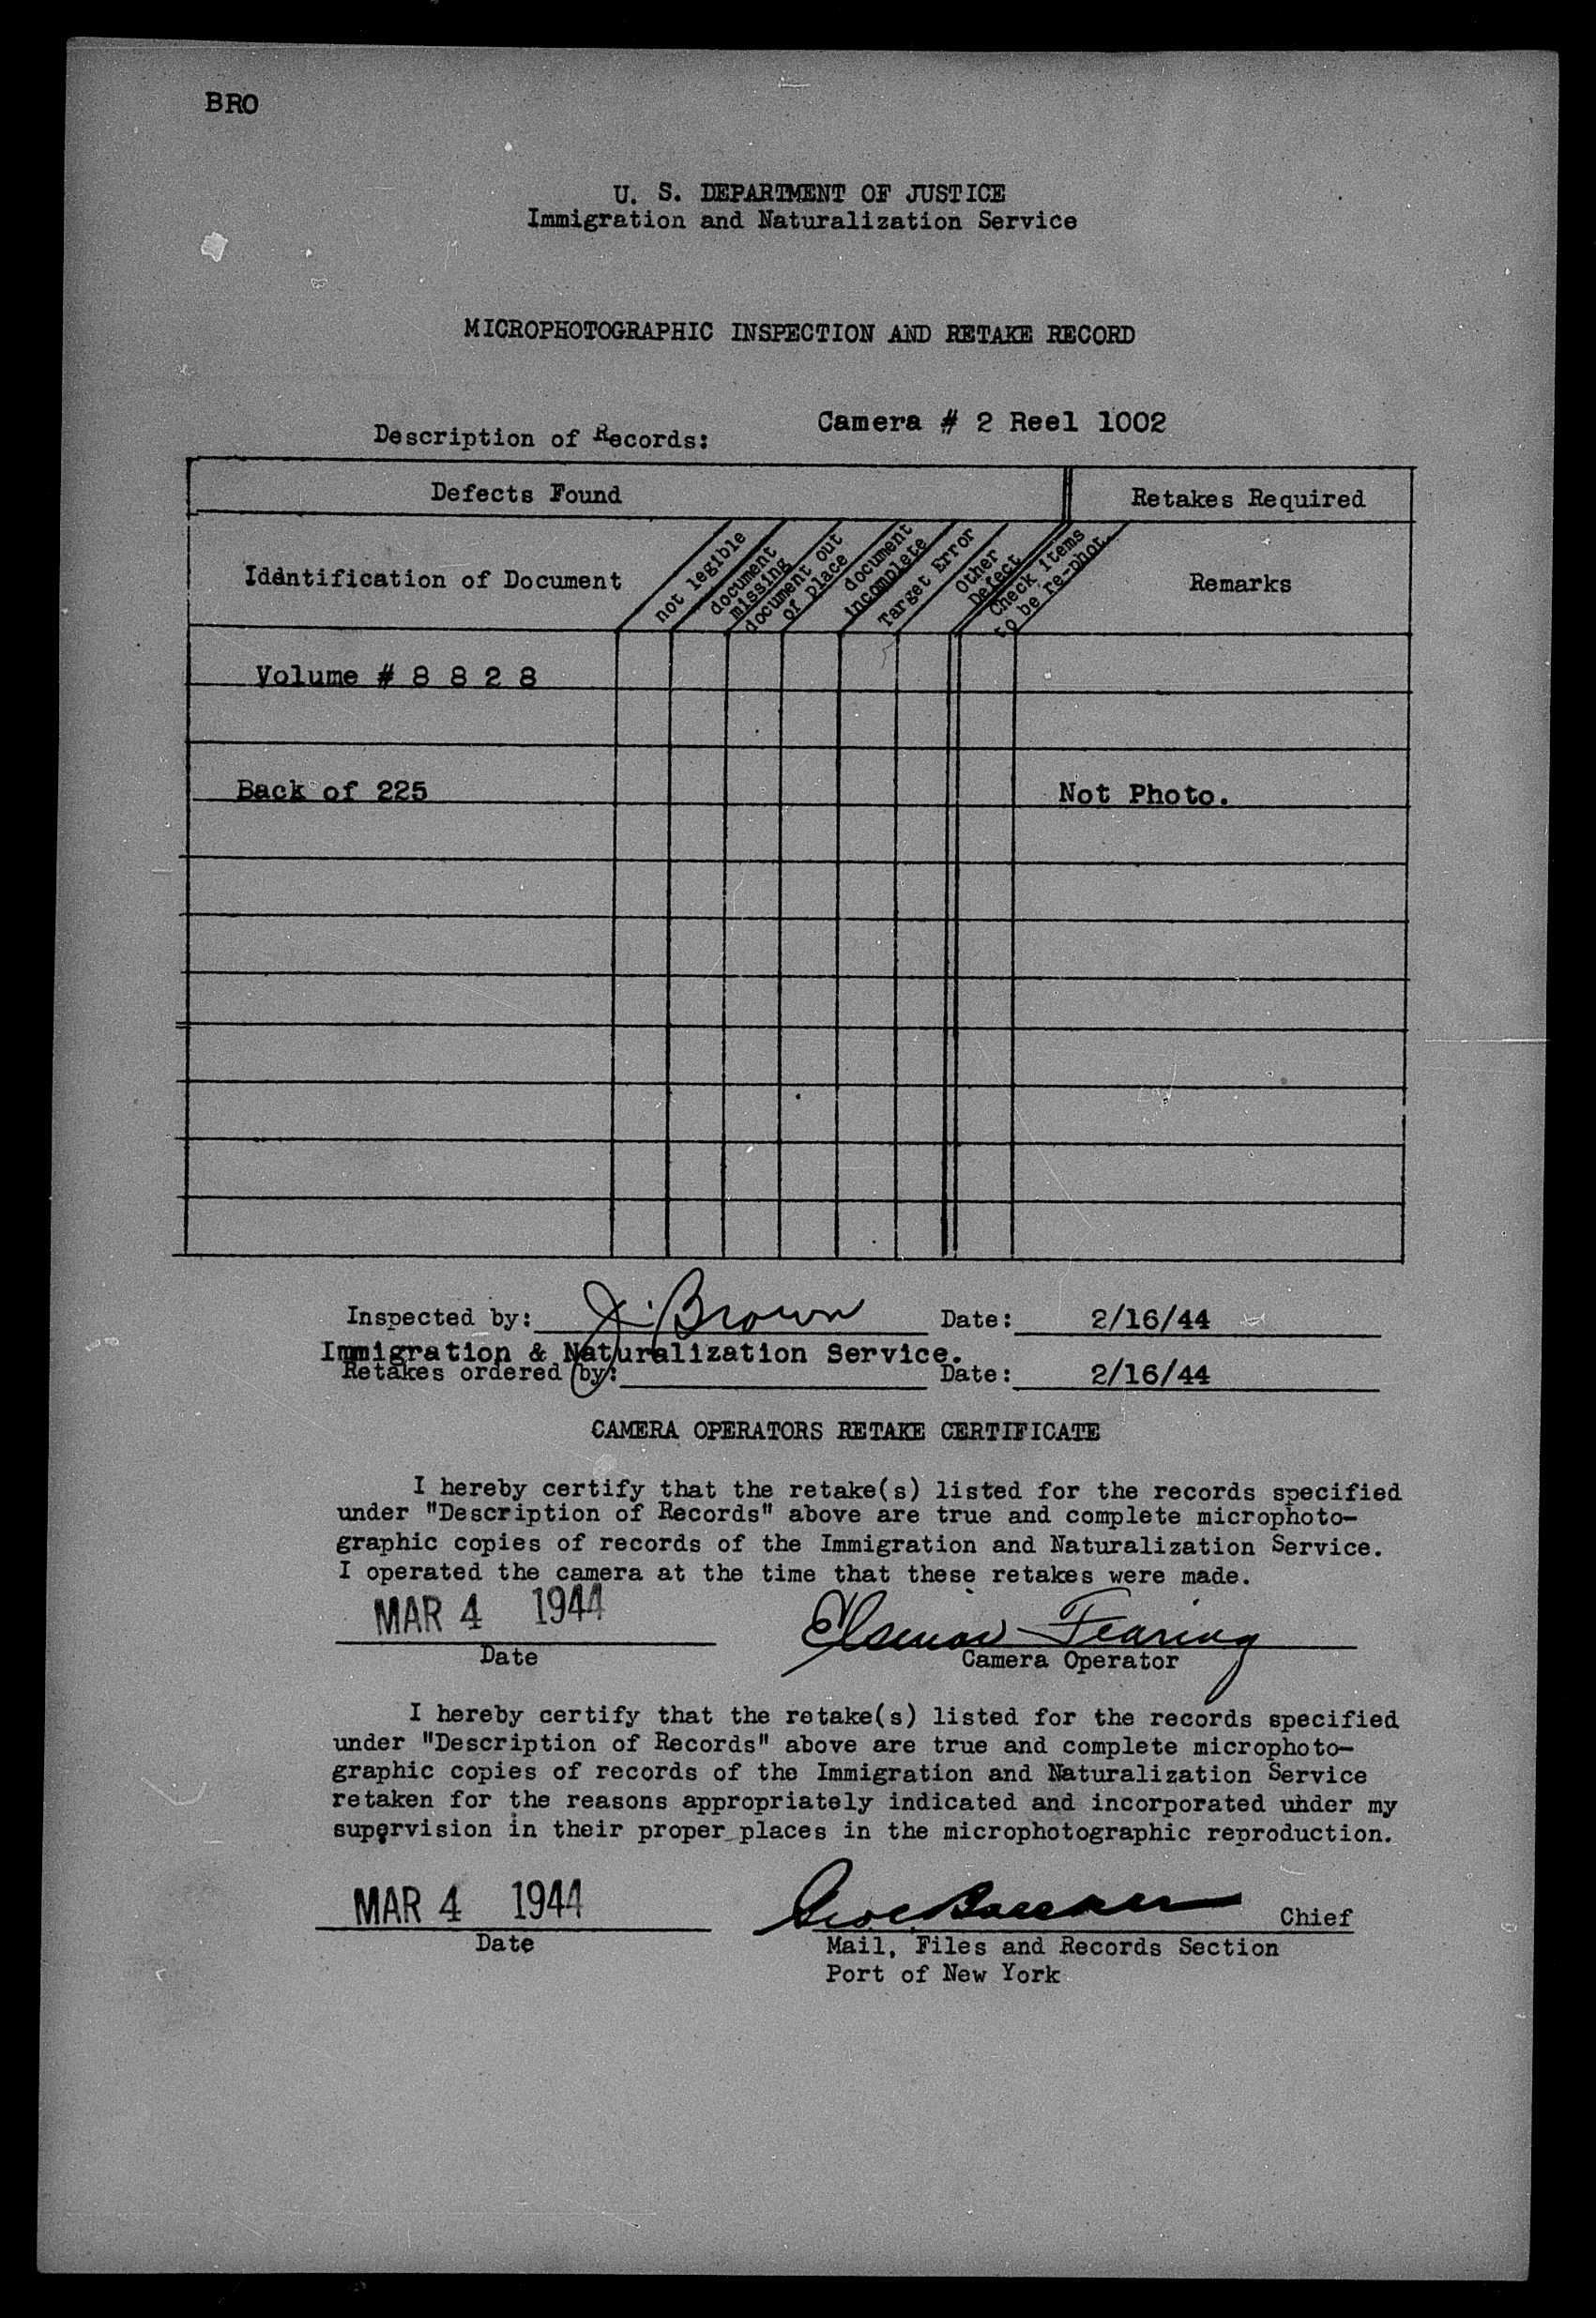 BRO
U. S. DEPARTMENT OF JUSTICE
Immigration and Naturalization Service
MICROPHOTOGRAPHIC INSPECTION AND RETAKE RECORD
Description of Records: Camera # 2 Reel 1002
Defects Found Retakes Required
Idåntification of Document
not legible
document missing
document out of place
document incomplete
Target Error
Other Defect
Check items to be re-phot.
Remarks
Volume # 8 8 2 8
Back of 225 Not Photo.
Inspected by: J. Brown Date: 2/16/44
Immigration & Naturalization Service.
Retakes ordered by: Date: 2/16/44
CAMERA OPERATORS RETAKE CERTIFICATE
I hereby certify that the retake(s) listed for the records specified
under "Description of Records" above are true and complete microphoto-
graphic copies of records of the Immigration and Naturalization Service.
I operated the camera at the time that these retakes were made.
MAR 4 1944 Fearing
Date Camera Operator
I hereby certify that the retake(s) listed for the records specified
under "Description of Records" above are true and complete microphoto-
graphic copies of records of the Immigration and Naturalization Service
retaken for the reasons appropriately indicated and incorporated under my
supervision in their proper places in the microphotographic reproduction.
MAR 4 1944 Chief
Date Mail, Files and Records Section
Port of New York